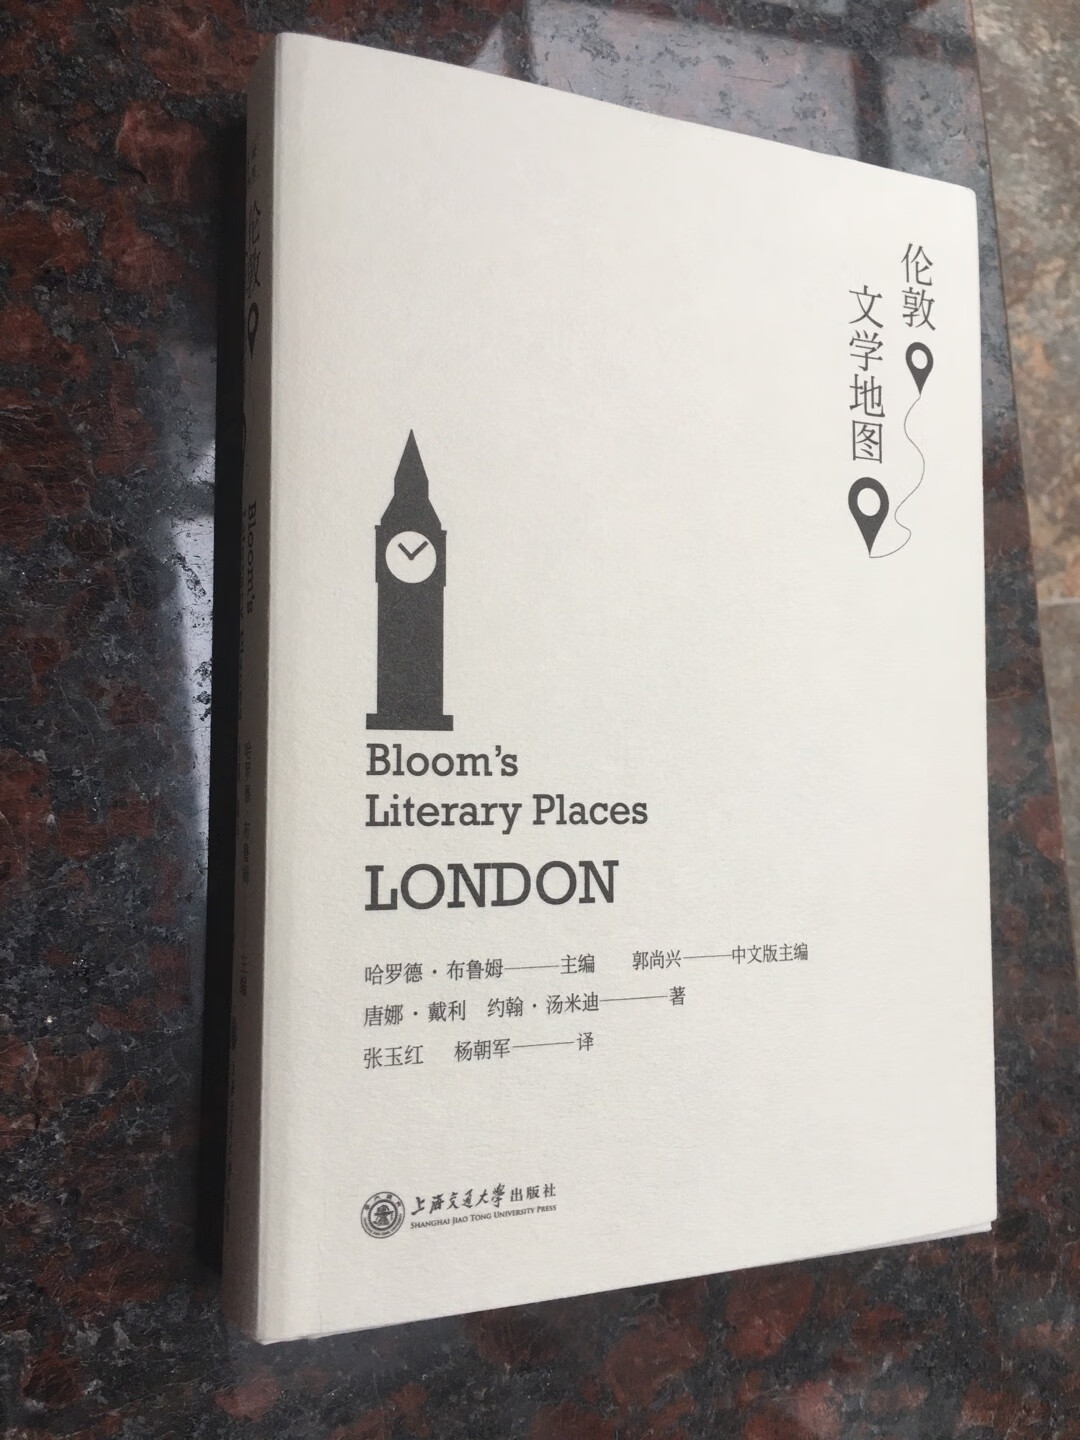 伦敦
文学地图
Bloom's
Literary Places
LONDON
哈罗德·布鲁姆———主编 郭尚兴———中文版主编
唐娜·戴利 约翰·汤米迪———著
张玉红 杨朝军———译
上海交通大学出版社
SHANGHAI JIAO TONG UNIVERSITY PRESS
伦敦
Bloom's